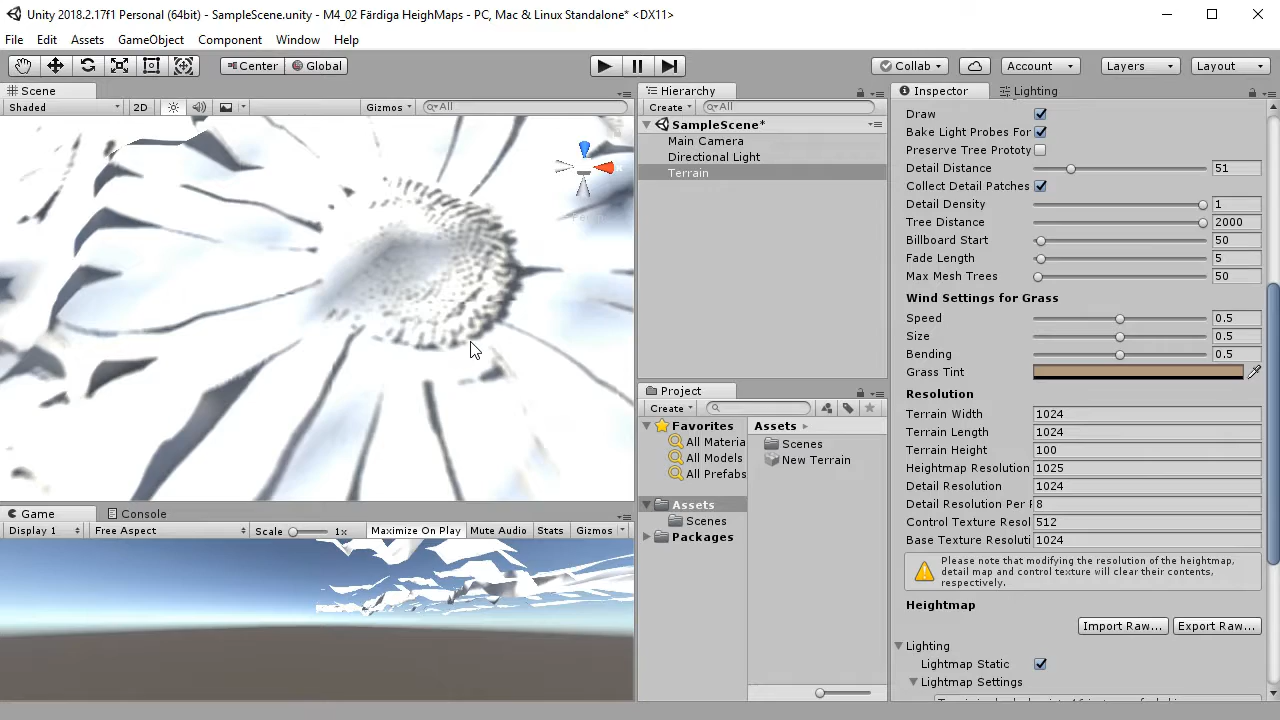 Unity 2018.2.17f1 Personal (64bit) - SampleScene.unity - M4_02 Färdiga HeighMaps - PC, Mac & Linux Standalone* <DX11>
File Edit Assets GameObject Component Window Help
Center Global Collab Account Layers Layout
Scene
Shaded 2D Gizmos All
Hierarchy
Create All
SampleScene*
Main Camera
Directional Light
Terrain
Project
Create
Favorites
All Materia
All Models
All Prefabs
Assets
Scenes
Packages
Assets
Scenes
New Terrain
Game Console
Display 1 Free Aspect Scale 1x Maximize On Play Mute Audio Stats Gizmos
Inspector Lighting
Draw
Bake Light Probes For
Preserve Tree Prototy
Detail Distance 51
Collect Detail Patches
Detail Density 1
Tree Distance 2000
Billboard Start 50
Fade Length 5
Max Mesh Trees 50
Wind Settings for Grass
Speed 0.5
Size 0.5
Bending 0.5
Grass Tint
Resolution
Terrain Width 1024
Terrain Length 1024
Terrain Height 100
Heightmap Resolution 1025
Detail Resolution 1024
Detail Resolution Per 8
Control Texture Resol 512
Base Texture Resoluti 1024
Please note that modifying the resolution of the heightmap,
detail map and control texture will clear their contents,
respectively.
Heightmap
Import Raw... Export Raw...
Lighting
Lightmap Static
Lightmap Settings